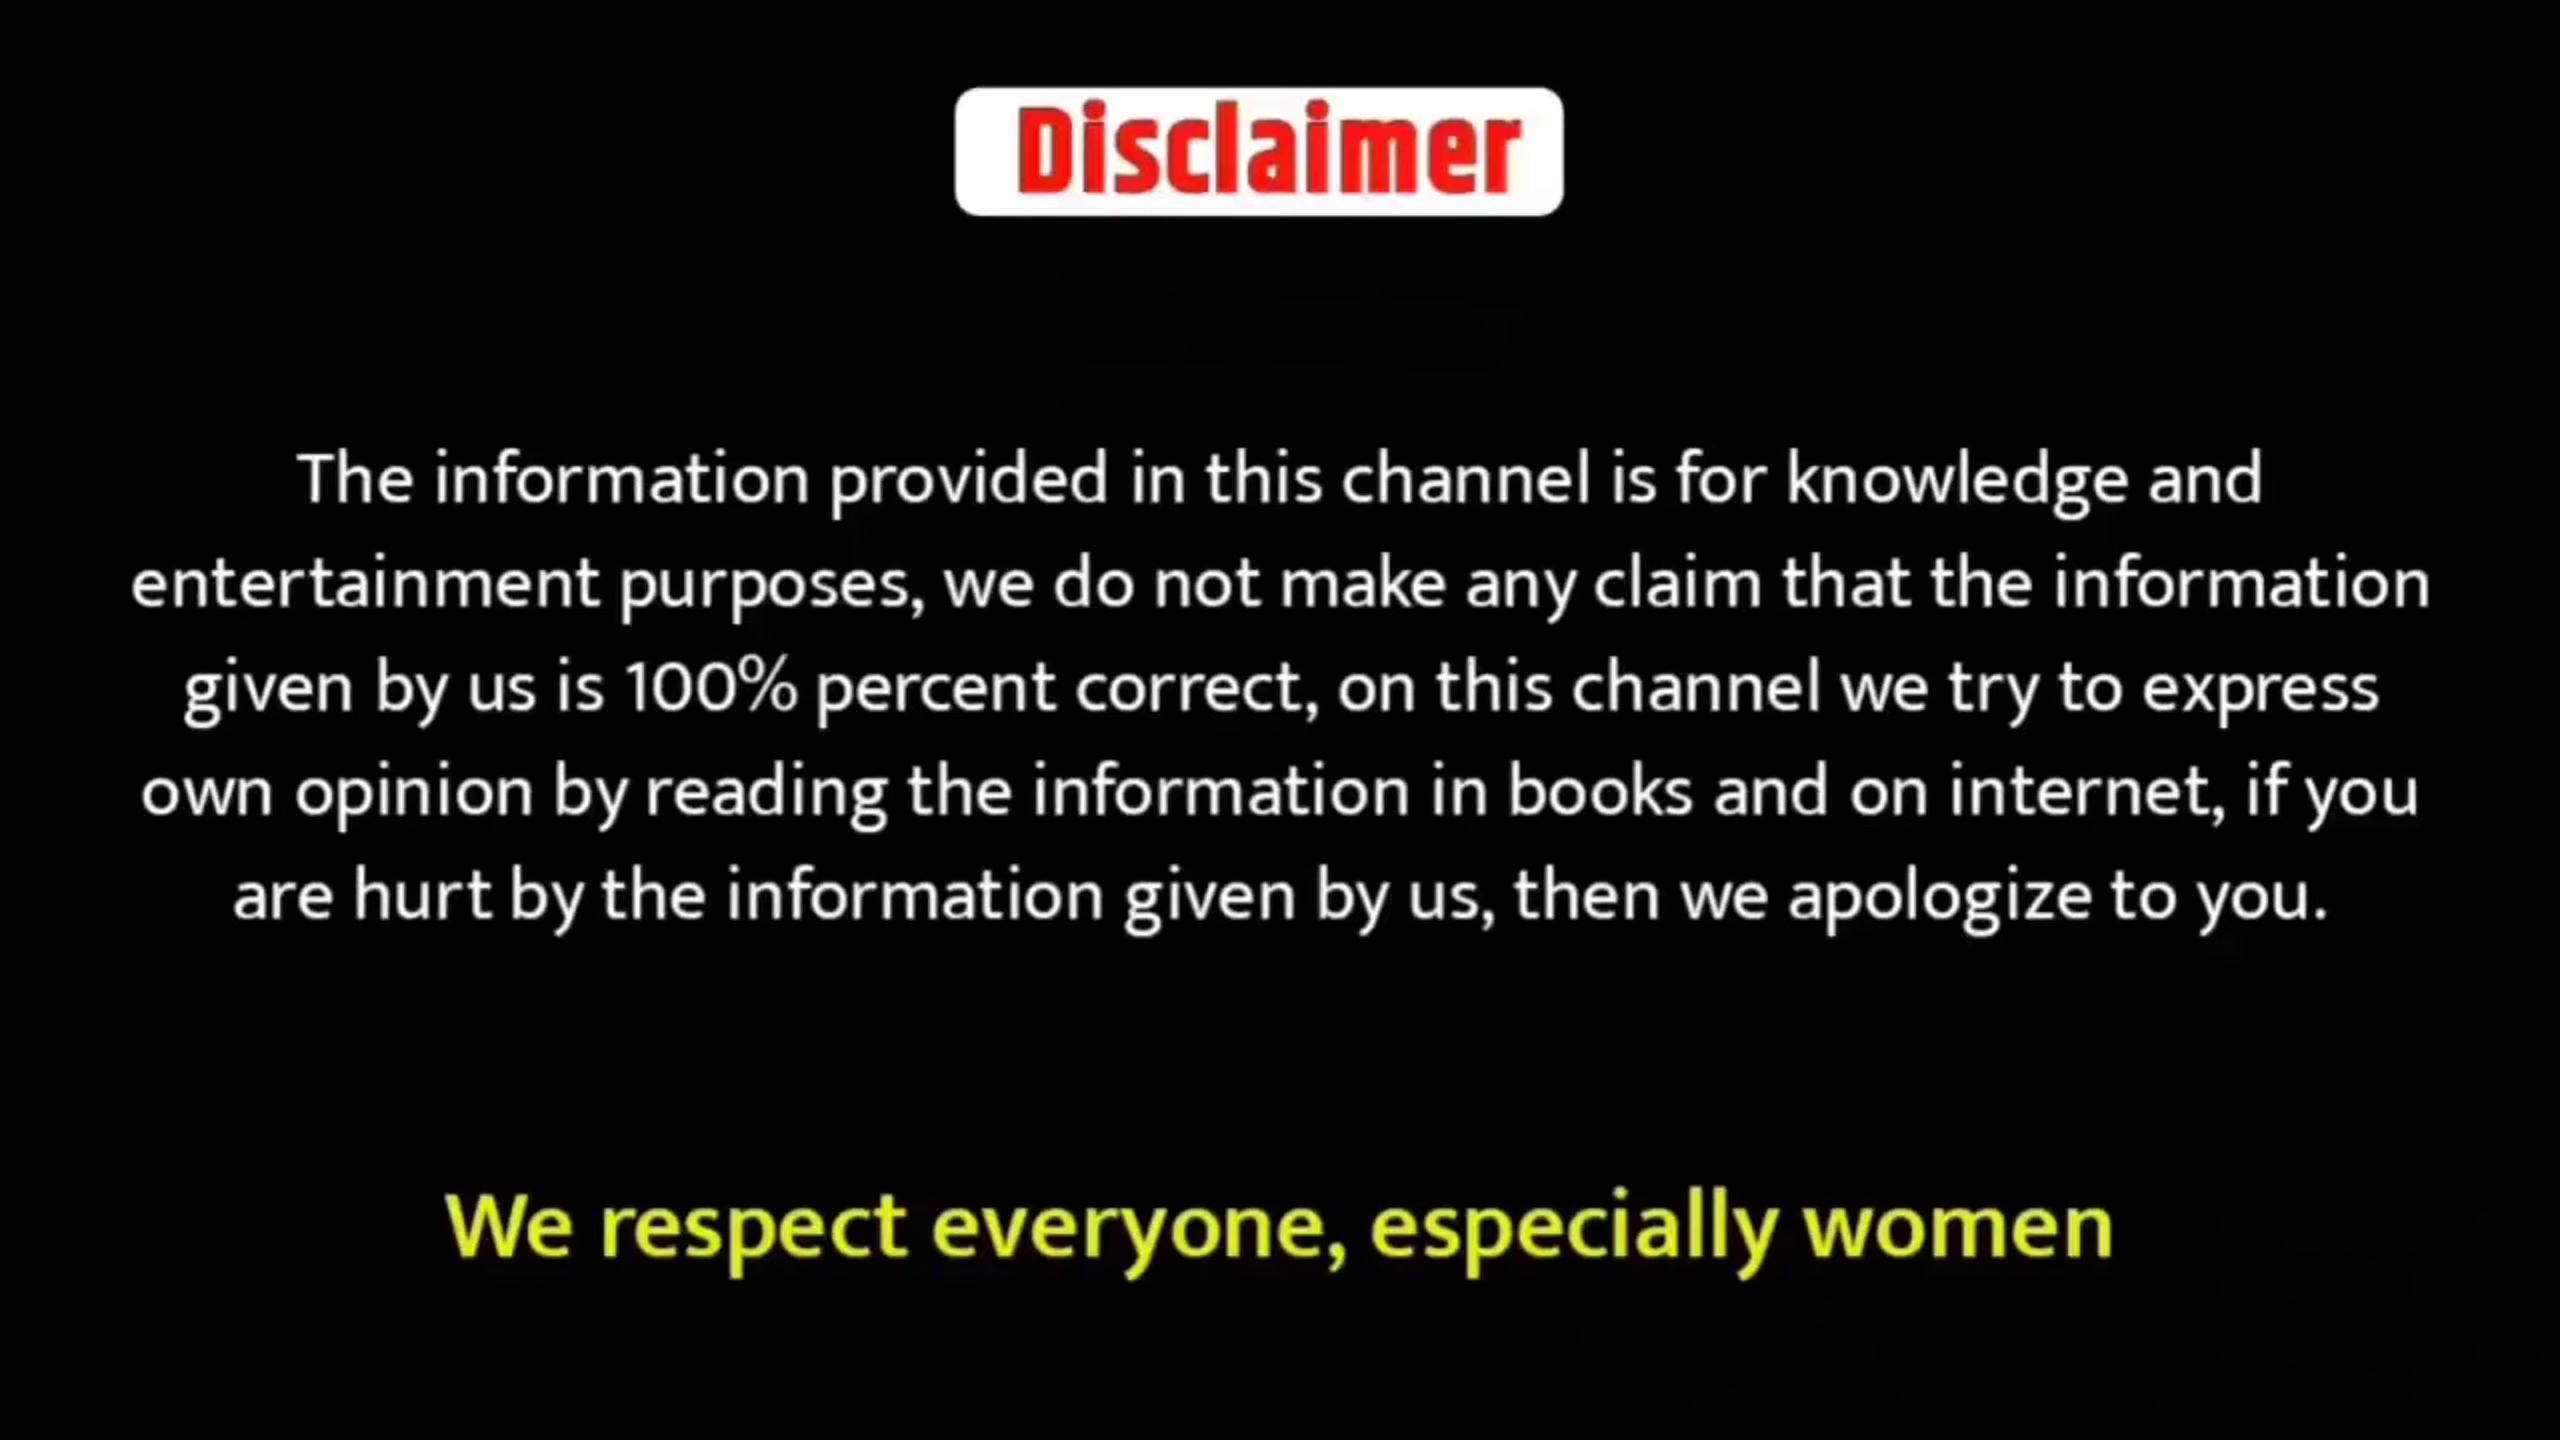 Disclaimer
The information provided in this channel is for knowledge and
entertainment purposes, we do not make any claim that the information
given by us is 100% percent correct, on this channel we try to express
own opinion by reading the information in books and on internet, if you
are hurt by the information given by us, then we apologize to you.
We respect everyone, especially women